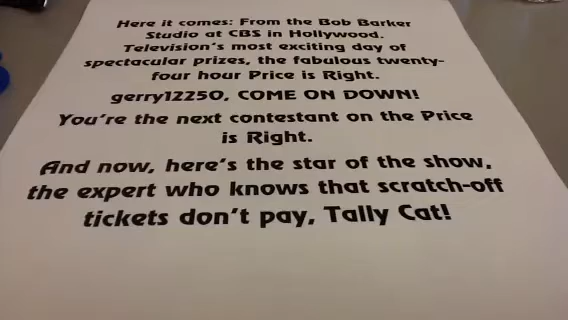 Here it comes: From the Bob Barker
Studio at CBS in Hollywood.
Television's most exciting day of
spectacular prizes, the fabulous twenty-
four hour Price is Right.
gerry12250, COME ON DOWN!
You're the next contestant on the Price
is Right.
And now, here's the star of the show,
the expert who knows that scratch-off
tickets don't pay, Tally Cat!